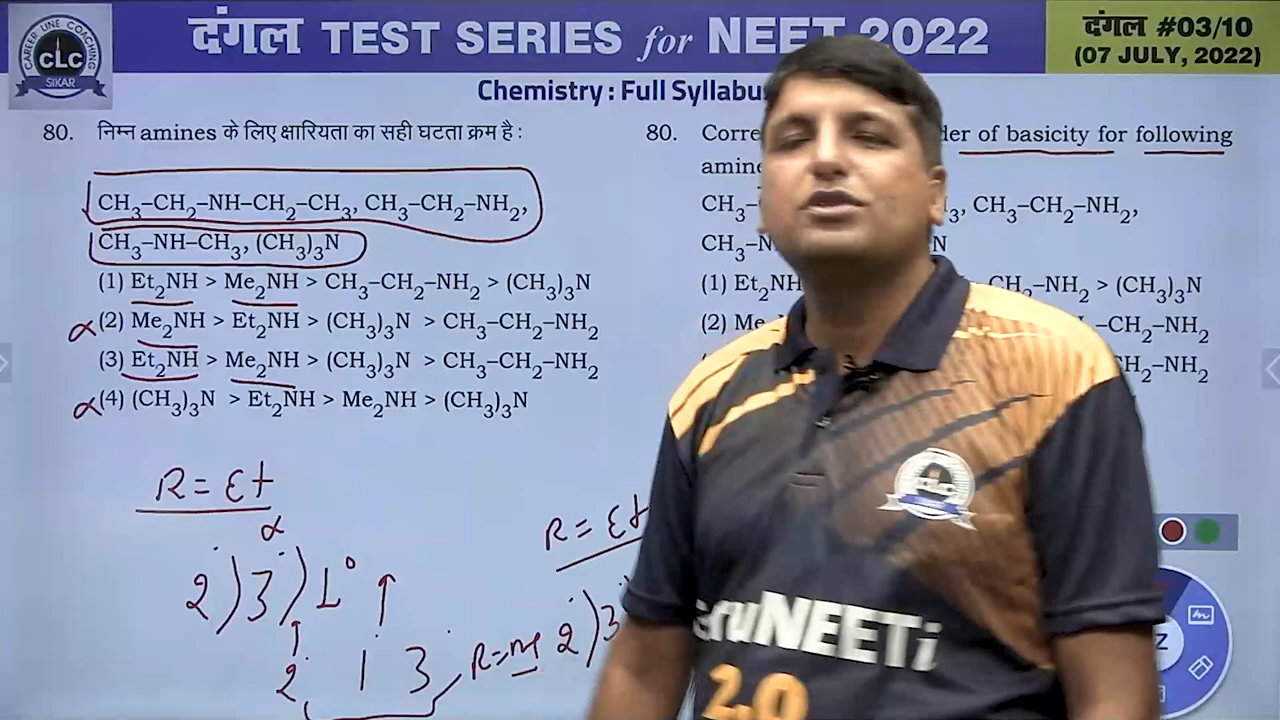 दंगल TEST SERIES for NEET 2022
दंगल #03/10
(07 JULY, 2022)
CAREER LINE COACHING
CLC
SIKAR
Chemistry : Full Syllabu
80. निम्न amines के लिए क्षारियता का सही घटता क्रम है :
CH₃–CH₂–NH–CH₂–CH₃, CH₃–CH₂–NH₂,
CH₃–NH–CH₃, (CH₃)₃N
(1) Et₂NH > Me₂NH > CH₃–CH₂–NH₂ > (CH₃)₃N
(2) Me₂NH > Et₂NH > (CH₃)₃N > CH₃–CH₂–NH₂
(3) Et₂NH > Me₂NH > (CH₃)₃N > CH₃–CH₂–NH₂
(4) (CH₃)₃N > Et₂NH > Me₂NH > (CH₃)₃N
R = Et
2 ) 3 ) 1°
2 1 3 R = me
80. Corre der of basicity for following
amine
CH₃– , CH₃–CH₂–NH₂,
CH₃–N N
(1) Et₂NH CH₂–NH₂ > (CH₃)₃N
(2) Me –CH₂–NH₂
CH₂–NH₂
R = Et
2 ) 3
CLC
NEETi
2.0